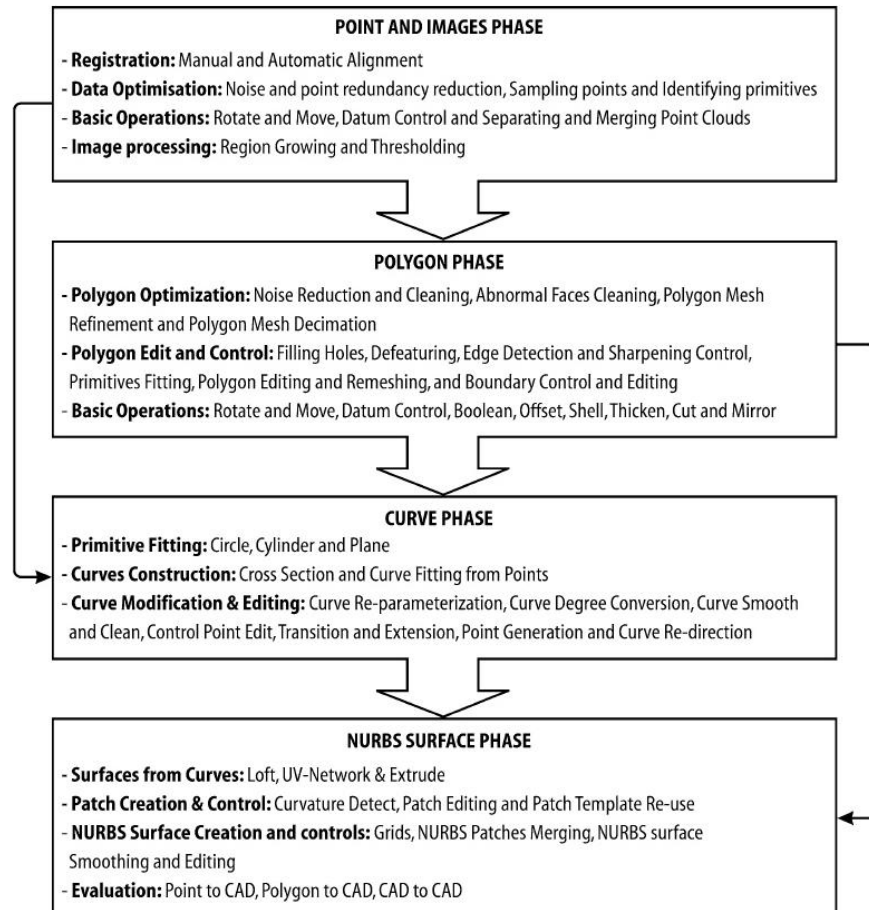 POINT AND IMAGES PHASE
- Registration: Manual and Automatic Alignment
- Data Optimisation: Noise and point redundancy reduction, Sampling points and Identifying primitives
- Basic Operations: Rotate and Move, Datum Control and Separating and Merging Point Clouds
- Image processing: Region Growing and Thresholding
POLYGON PHASE
- Polygon Optimization: Noise Reduction and Cleaning, Abnormal Faces Cleaning, Polygon Mesh
Refinement and Polygon Mesh Decimation
- Polygon Edit and Control: Filling Holes, Defeaturing, Edge Detection and Sharpening Control,
Primitives Fitting, Polygon Editing and Remeshing, and Boundary Control and Editing
- Basic Operations: Rotate and Move, Datum Control, Boolean, Offset, Shell, Thicken, Cut and Mirror
CURVE PHASE
- Primitive Fitting: Circle, Cylinder and Plane
- Curves Construction: Cross Section and Curve Fitting from Points
- Curve Modification & Editing: Curve Re-parameterization, Curve Degree Conversion, Curve Smooth
and Clean, Control Point Edit, Transition and Extension, Point Generation and Curve Re-direction
NURBS SURFACE PHASE
- Surfaces from Curves: Loft, UV-Network & Extrude
- Patch Creation & Control: Curvature Detect, Patch Editing and Patch Template Re-use
- NURBS Surface Creation and controls: Grids, NURBS Patches Merging, NURBS surface
Smoothing and Editing
- Evaluation: Point to CAD, Polygon to CAD, CAD to CAD